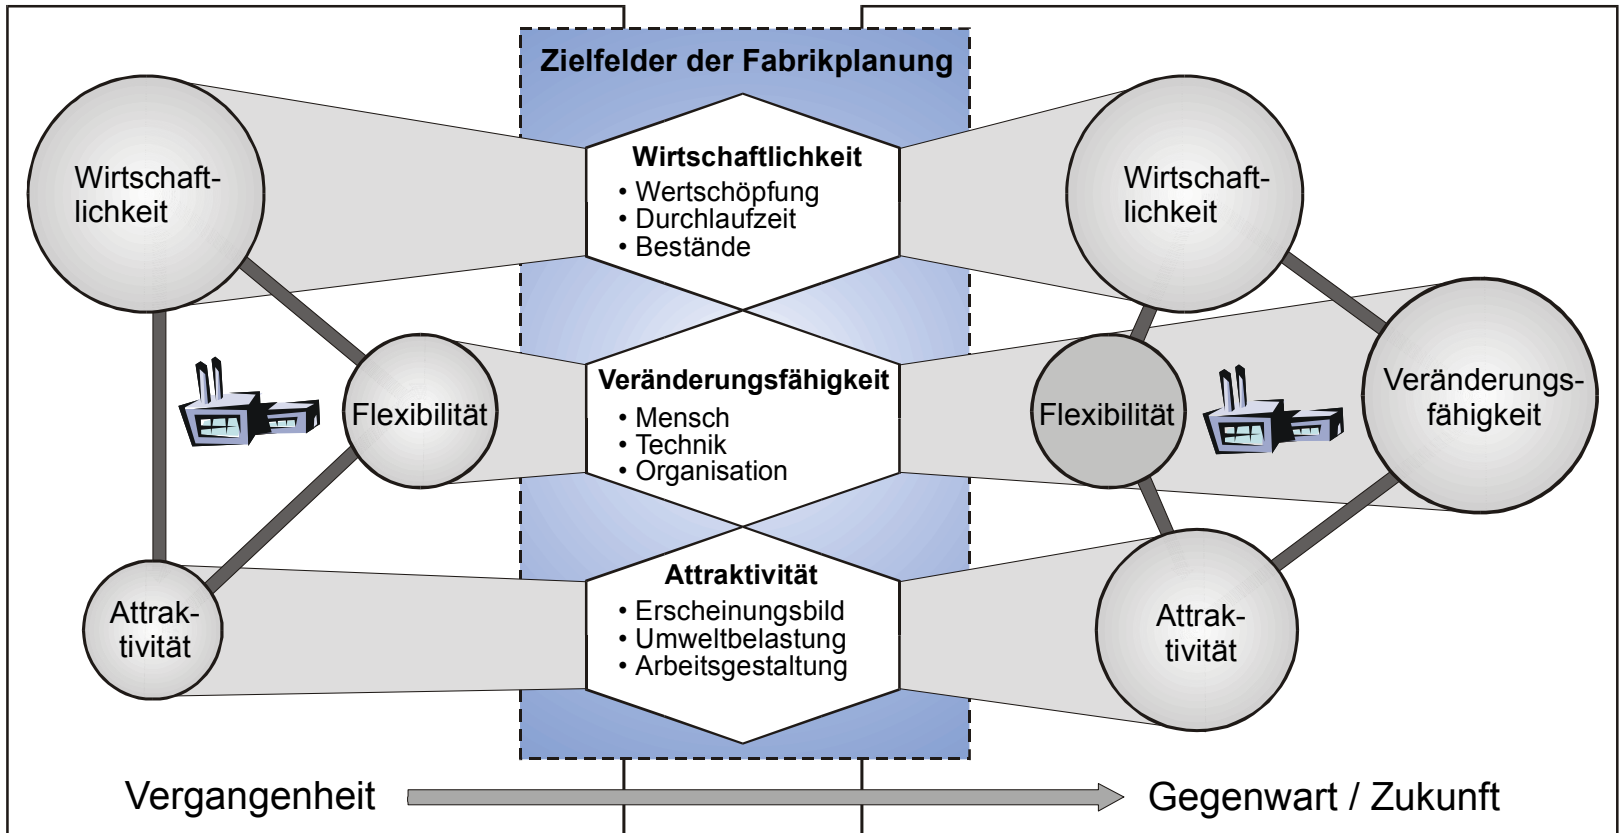 Zielfelder der Fabrikplanung
Wirtschaft-
lichkeit
Flexibilität
Attrak-
tivität
Wirtschaftlichkeit
• Wertschöpfung
• Durchlaufzeit
• Bestände
Veränderungsfähigkeit
• Mensch
• Technik
• Organisation
Attraktivität
• Erscheinungsbild
• Umweltbelastung
• Arbeitsgestaltung
Wirtschaft-
lichkeit
Flexibilität
Veränderungs-
fähigkeit
Attrak-
tivität
Vergangenheit
Gegenwart / Zukunft